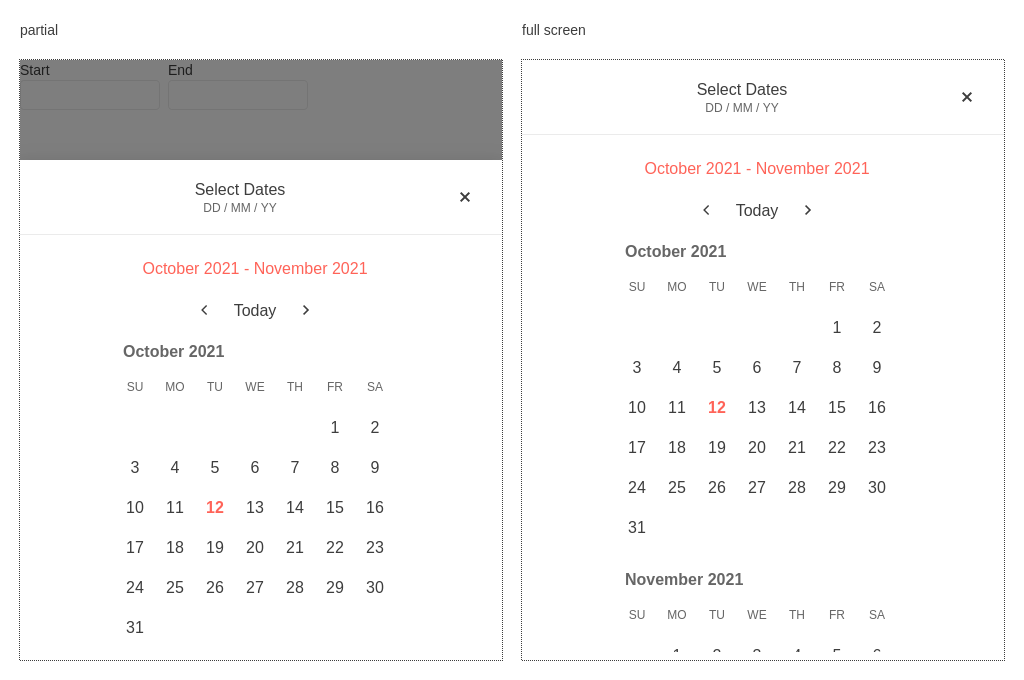 partial
Start End
Select Dates
DD / MM / YY
October 2021 - November 2021
Today
October 2021
SU MO TU WE TH FR SA
1 2
3 4 5 6 7 8 9
10 11 12 13 14 15 16
17 18 19 20 21 22 23
24 25 26 27 28 29 30
31
full screen
Select Dates
DD / MM / YY
October 2021 - November 2021
Today
October 2021
SU MO TU WE TH FR SA
1 2
3 4 5 6 7 8 9
10 11 12 13 14 15 16
17 18 19 20 21 22 23
24 25 26 27 28 29 30
31
November 2021
SU MO TU WE TH FR SA
1 2 3 4 5 6